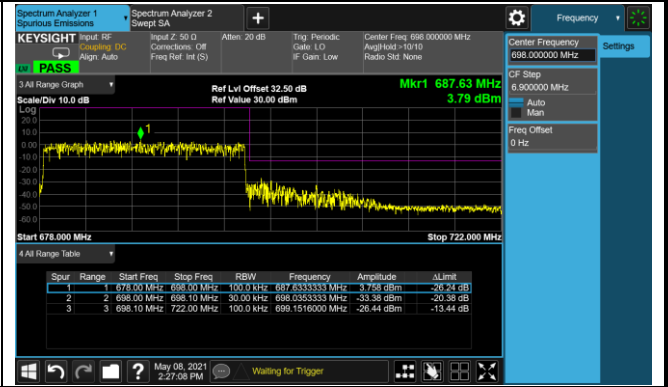 Spectrum Analyzer 1
Spurious Emissions
Spectrum Analyzer 2
Swept SA
Frequency
KEYSIGHT
Input: RF
Coupling: DC
Align: Auto
Input Z: 50 Ω
Corrections: Off
Freq Ref: Int (S)
Atten: 20 dB
Trig: Periodic
Gate: LO
IF Gain: Low
Center Freq: 698.000000 MHz
Avg|Hold:>10/10
Radio Std: None
PASS
Center Frequency
698.000000 MHz
Settings
CF Step
6.900000 MHz
Auto
Man
Freq Offset
0 Hz
3 All Range Graph
Ref Lvl Offset 32.50 dB
Mkr1 687.63 MHz
Scale/Div 10.0 dB
Ref Value 30.00 dBm
3.79 dBm
Log
20.0
10.0
0.00
-10.0
-20.0
-30.0
-40.0
-50.0
-60.0
1
Start 678.000 MHz
Stop 722.000 MHz
4 All Range Table
Spur Range Start Freq Stop Freq RBW Frequency Amplitude ΔLimit
1 1 678.00 MHz 698.00 MHz 100.0 kHz 687.6333333 MHz 3.758 dBm -26.24 dB
2 2 698.00 MHz 698.10 MHz 30.00 kHz 698.0353333 MHz -33.38 dBm -20.38 dB
3 3 698.10 MHz 722.00 MHz 100.0 kHz 699.1516000 MHz -26.44 dBm -13.44 dB
May 08, 2021
2:27:08 PM
Waiting for Trigger